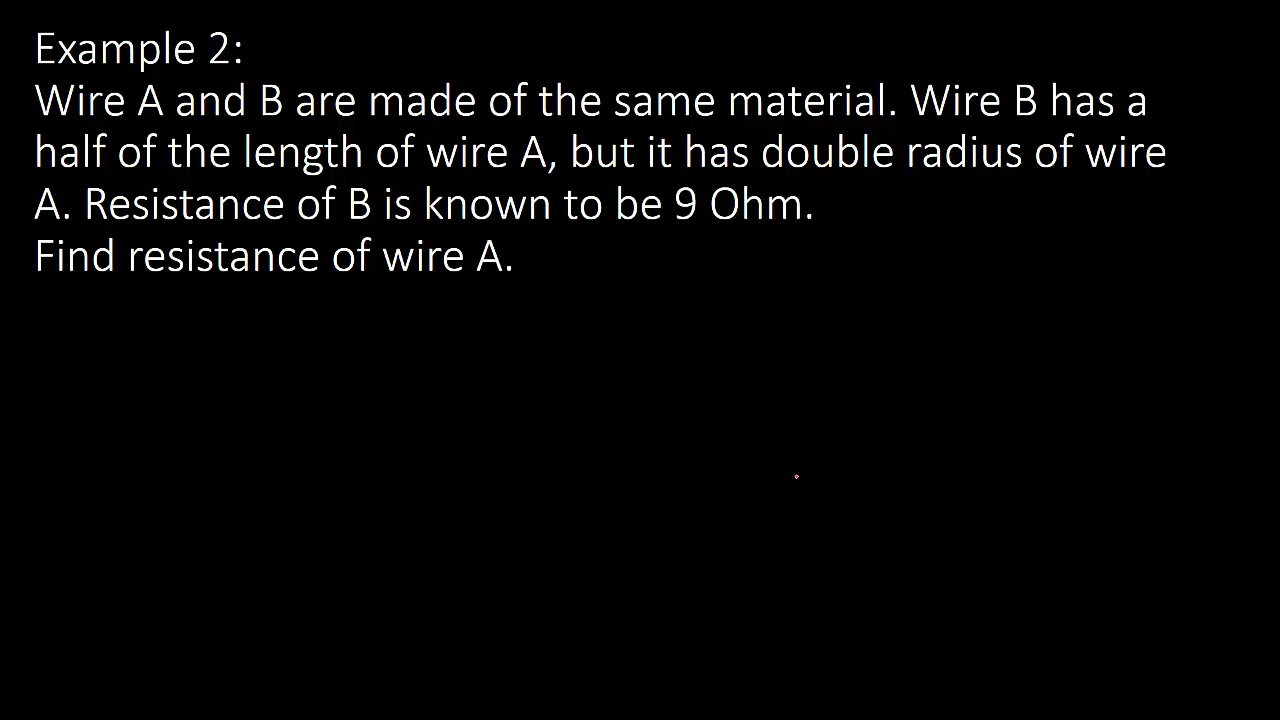 Example 2:
Wire A and B are made of the same material. Wire B has a
half of the length of wire A, but it has double radius of wire
A. Resistance of B is known to be 9 Ohm.
Find resistance of wire A.